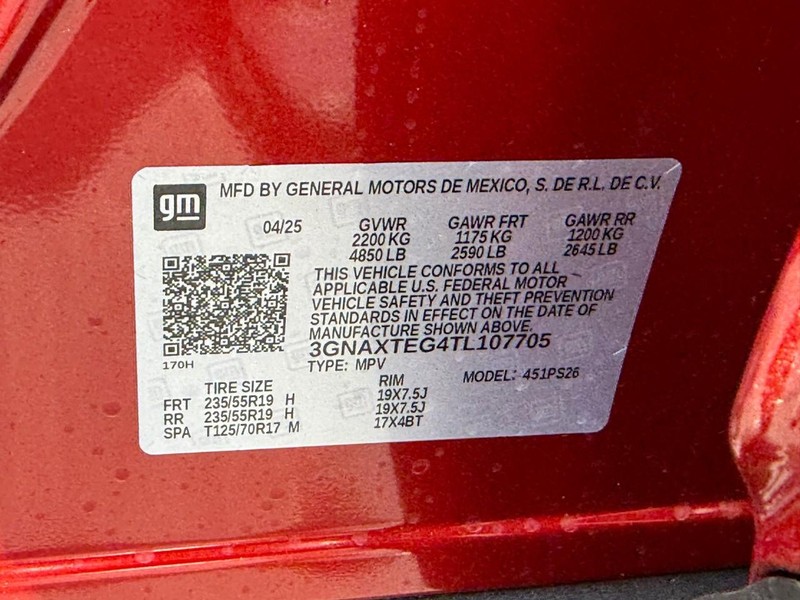 gm
MFD BY GENERAL MOTORS DE MEXICO, S. DE R.L. DE C.V.
04/25 GVWR GAWR FRT GAWR RR
2200 KG 1175 KG 1200 KG
4850 LB 2590 LB 2645 LB
THIS VEHICLE CONFORMS TO ALL
APPLICABLE U.S. FEDERAL MOTOR
VEHICLE SAFETY AND THEFT PREVENTION
STANDARDS IN EFFECT ON THE DATE OF
MANUFACTURE SHOWN ABOVE.
3GNAXTEG4TL107705
170H
TYPE: MPV MODEL: 451PS26
TIRE SIZE RIM
FRT 235/55R19 H 19X7.5J
RR 235/55R19 H 19X7.5J
SPA T125/70R17 M 17X4BT